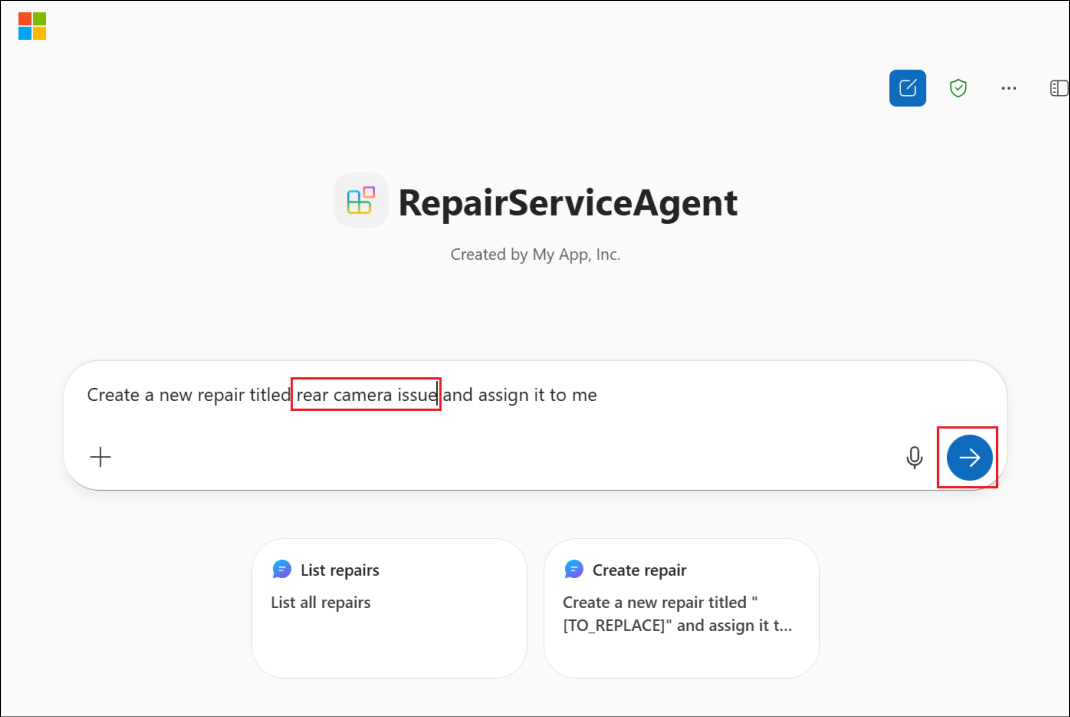 RepairServiceAgent
Created by My App, Inc.
Create a new repair titled rear camera issue and assign it to me
List repairs
List all repairs
Create repair
Create a new repair titled "
[TO_REPLACE]" and assign it t...